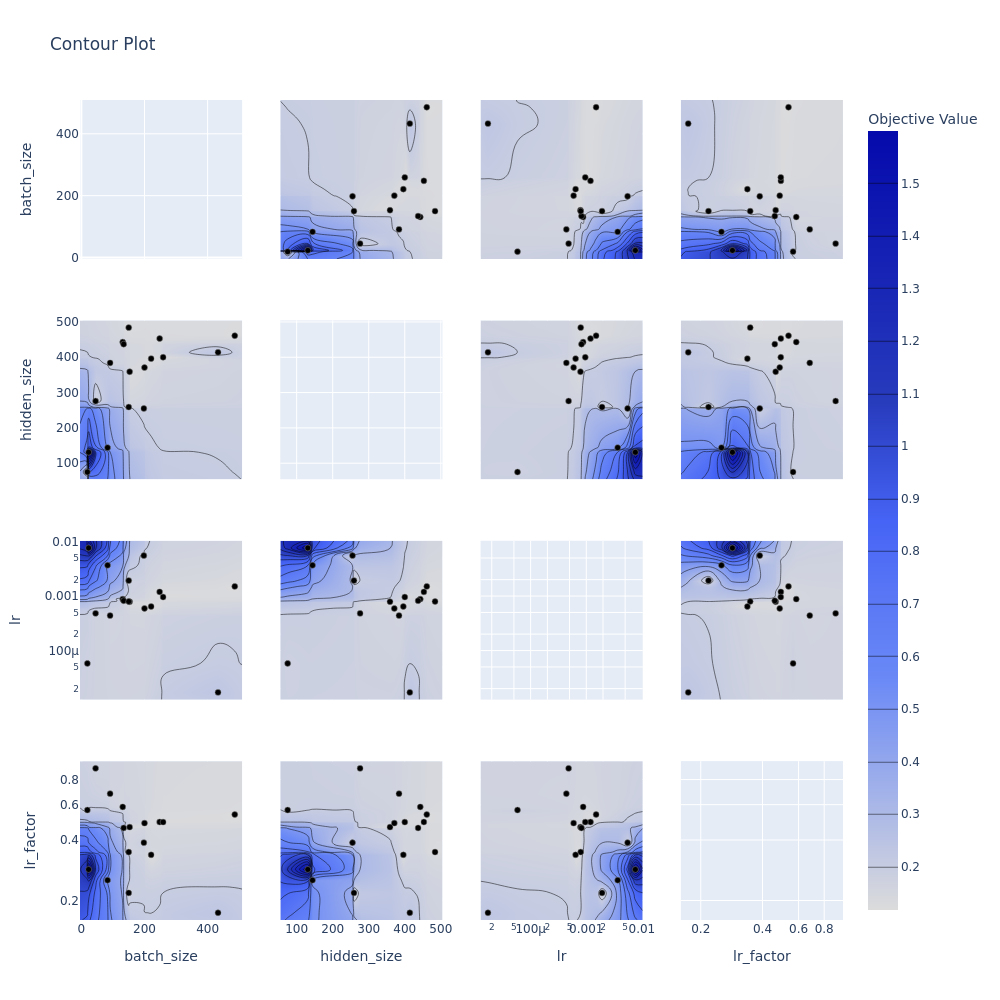 Contour Plot
Objective Value
batch_size
400
200
0
1.5
1.4
1.3
1.2
1.1
1
0.9
0.8
0.7
0.6
0.5
0.4
0.3
0.2
hidden_size
500
400
300
200
100
lr
0.01
5
2
0.001
5
2
100μ
5
2
lr_factor
0.8
0.6
0.4
0.2
0 200 400
100 200 300 400 500
2 5 100μ 2 5 0.001 2 5 0.01
0.2 0.4 0.6 0.8
batch_size hidden_size lr lr_factor